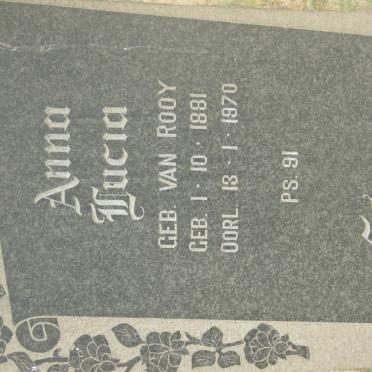 Anna
Lucia
GEB. VAN ROOY
GEB. 1 · 10 · 1881
OORL. 13 · 1 · 1970
PS. 91